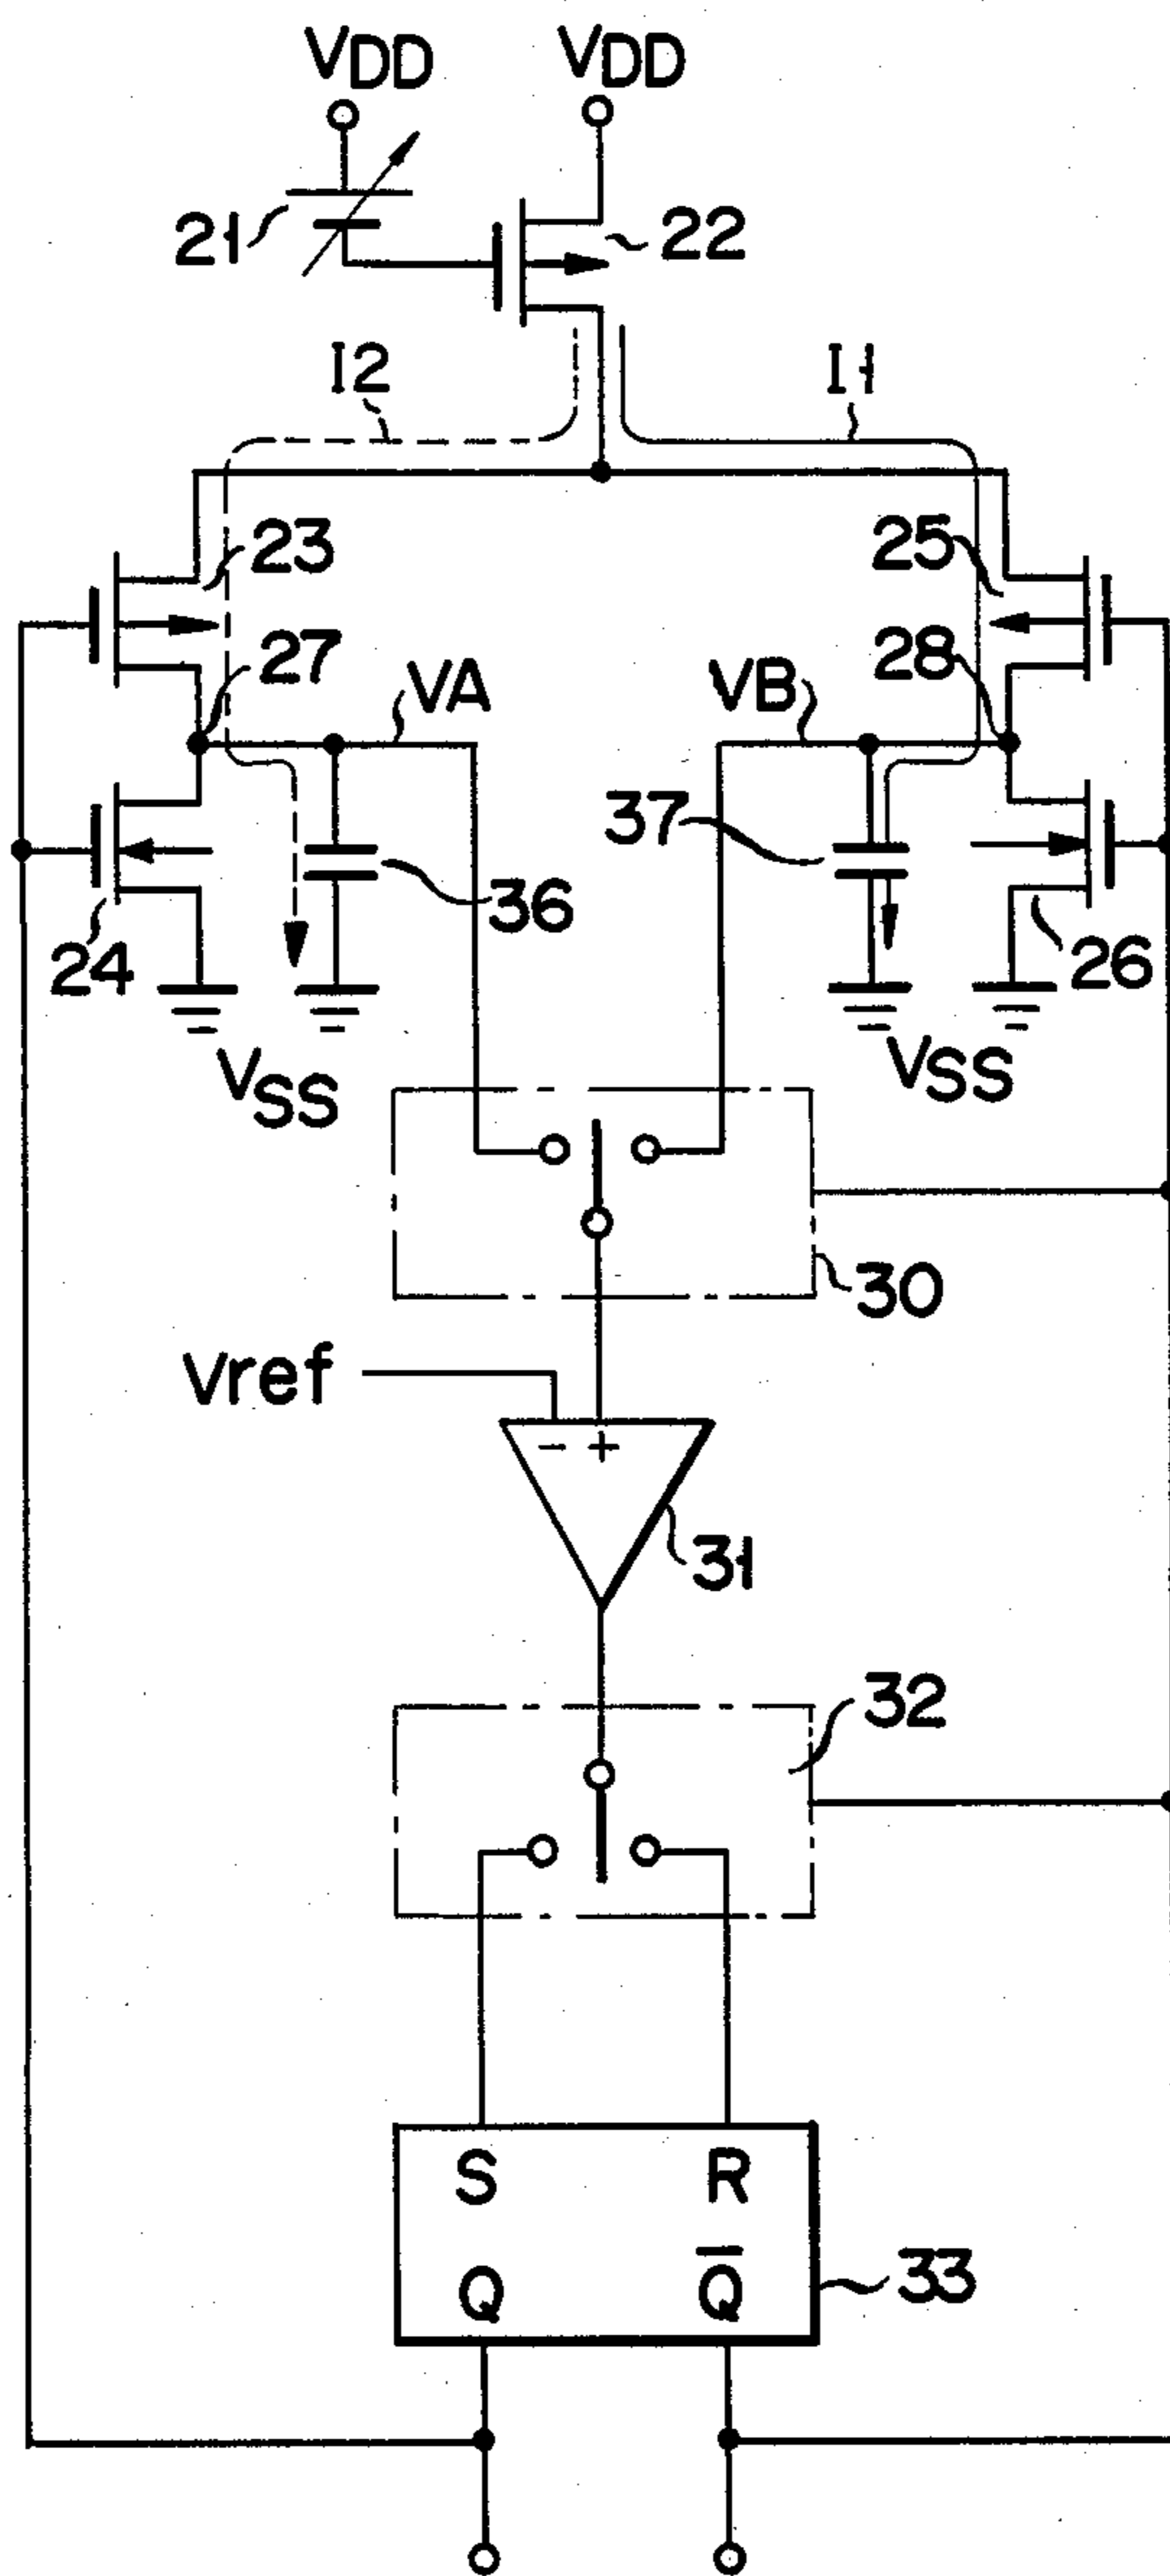 VDD
VDD
21
22
I2
I1
23
25
27
28
VA
VB
37
36
24
26
VSS
VSS
30
Vref
- +
31
32
S
R
Q
Q̅
33